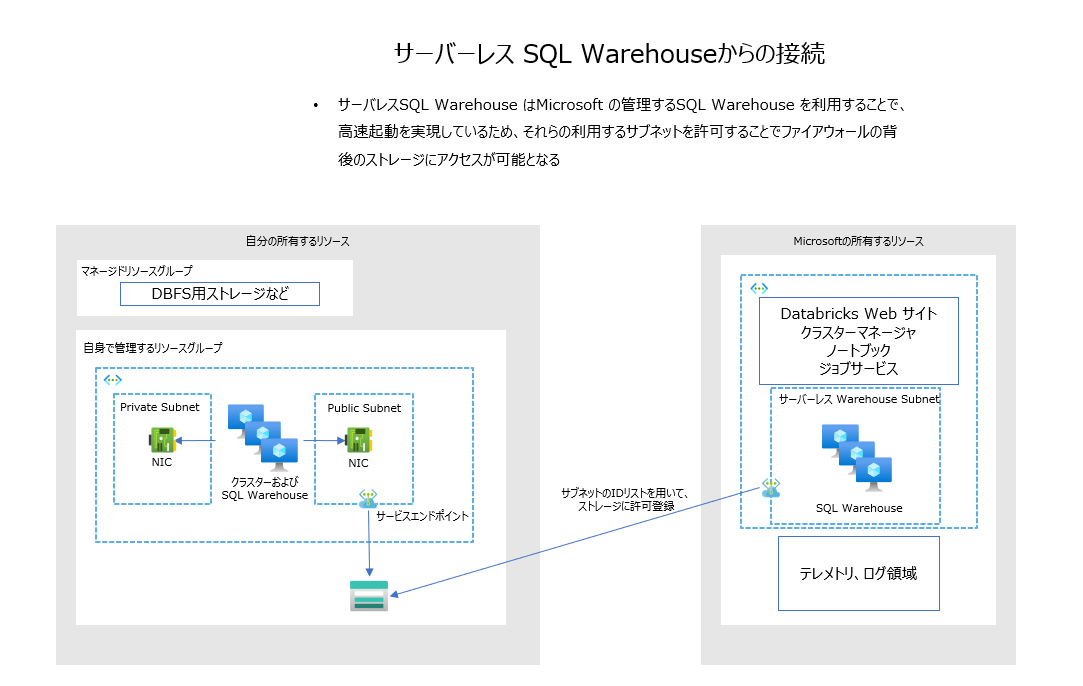 サーバーレス SQL Warehouseからの接続
• サーバレスSQL Warehouse はMicrosoft の管理するSQL Warehouse を利用することで、
高速起動を実現しているため、それらの利用するサブネットを許可することでファイアウォールの背
後のストレージにアクセスが可能となる
自分の所有するリソース
マネージドリソースグループ
DBFS用ストレージなど
自身で管理するリソースグループ
Private Subnet
NIC
クラスターおよび
SQL Warehouse
Public Subnet
NIC
サービスエンドポイント
サブネットのIDリストを用いて、
ストレージに許可登録
Microsoftの所有するリソース
Databricks Web サイト
クラスターマネージャ
ノートブック
ジョブサービス
サーバーレス Warehouse Subnet
SQL Warehouse
テレメトリ、ログ領域